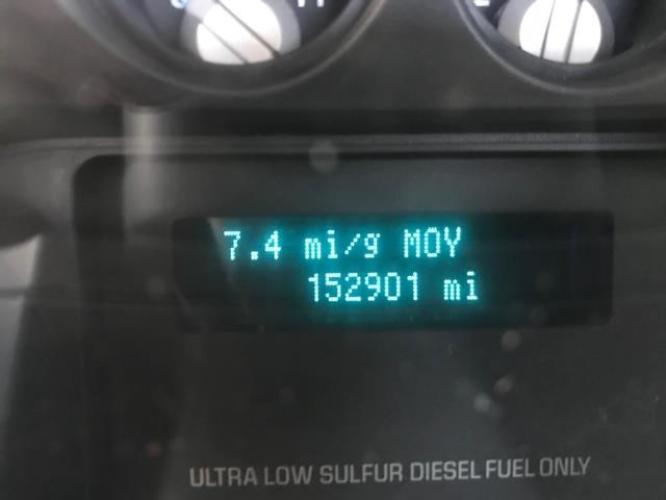 7.4 mi/g MOY
152901 mi
ULTRA LOW SULFUR DIESEL FUEL ONLY